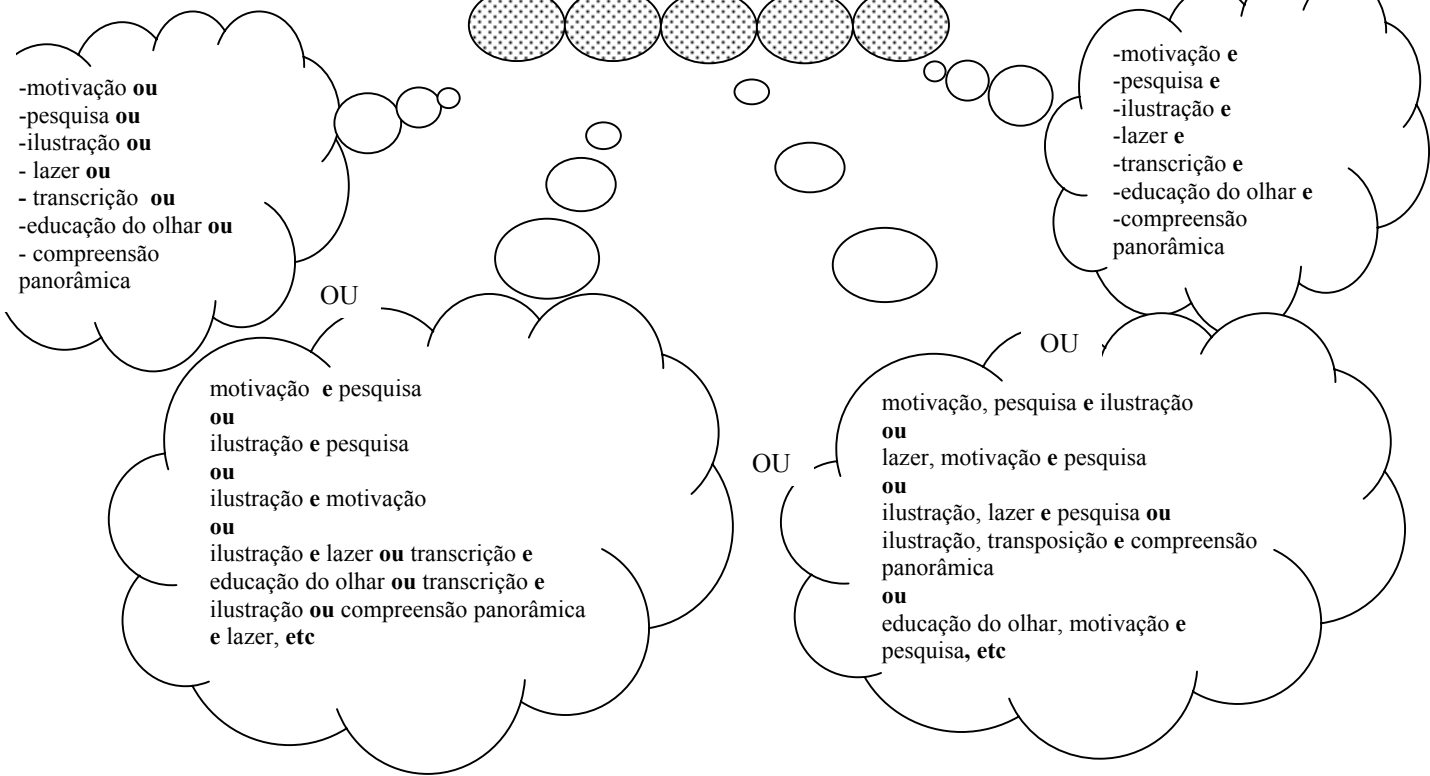 -motivação ou
-pesquisa ou
-ilustração ou
- lazer ou
- transcrição ou
-educação do olhar ou
- compreensão
panorâmica
-motivação e
-pesquisa e
-ilustração e
-lazer e
-transcrição e
-educação do olhar e
-compreensão
panorâmica
OU
motivação e pesquisa
ou
ilustração e pesquisa
ou
ilustração e motivação
ou
ilustração e lazer ou transcrição e
educação do olhar ou transcrição e
ilustração ou compreensão panorâmica
e lazer, etc
OU
OU
motivação, pesquisa e ilustração
ou
lazer, motivação e pesquisa
ou
ilustração, lazer e pesquisa ou
ilustração, transposição e compreensão
panorâmica
ou
educação do olhar, motivação e
pesquisa, etc